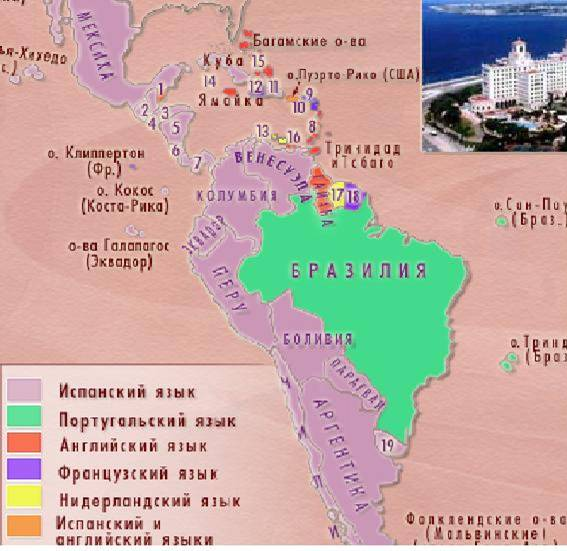 МЕКСИКА
Багамские о-ва
Куба 15
14
12 11
о.Пуэрто-Рико (США)
9
10
Ямайка
8
1
2
3
4
5
6
7
13
16
Тринидад
и Тобаго
о. Клиппертон
(Фр.)
о. Кокос
(Коста-Рика)
о-ва Галапагос
(Эквадор)
ВЕНЕСУЭЛА
КОЛУМБИЯ
17
18
ЭКВАДОР
ПЕРУ
БРАЗИЛИЯ
БОЛИВИЯ
ПАРАГВАЙ
АРГЕНТИНА
19
(Браз.)
Испанский язык
Португальский язык
Английский язык
Французский язык
Нидерландский язык
Испанский и
английский языки
Фолклендские о-ва
(Мальвинские)